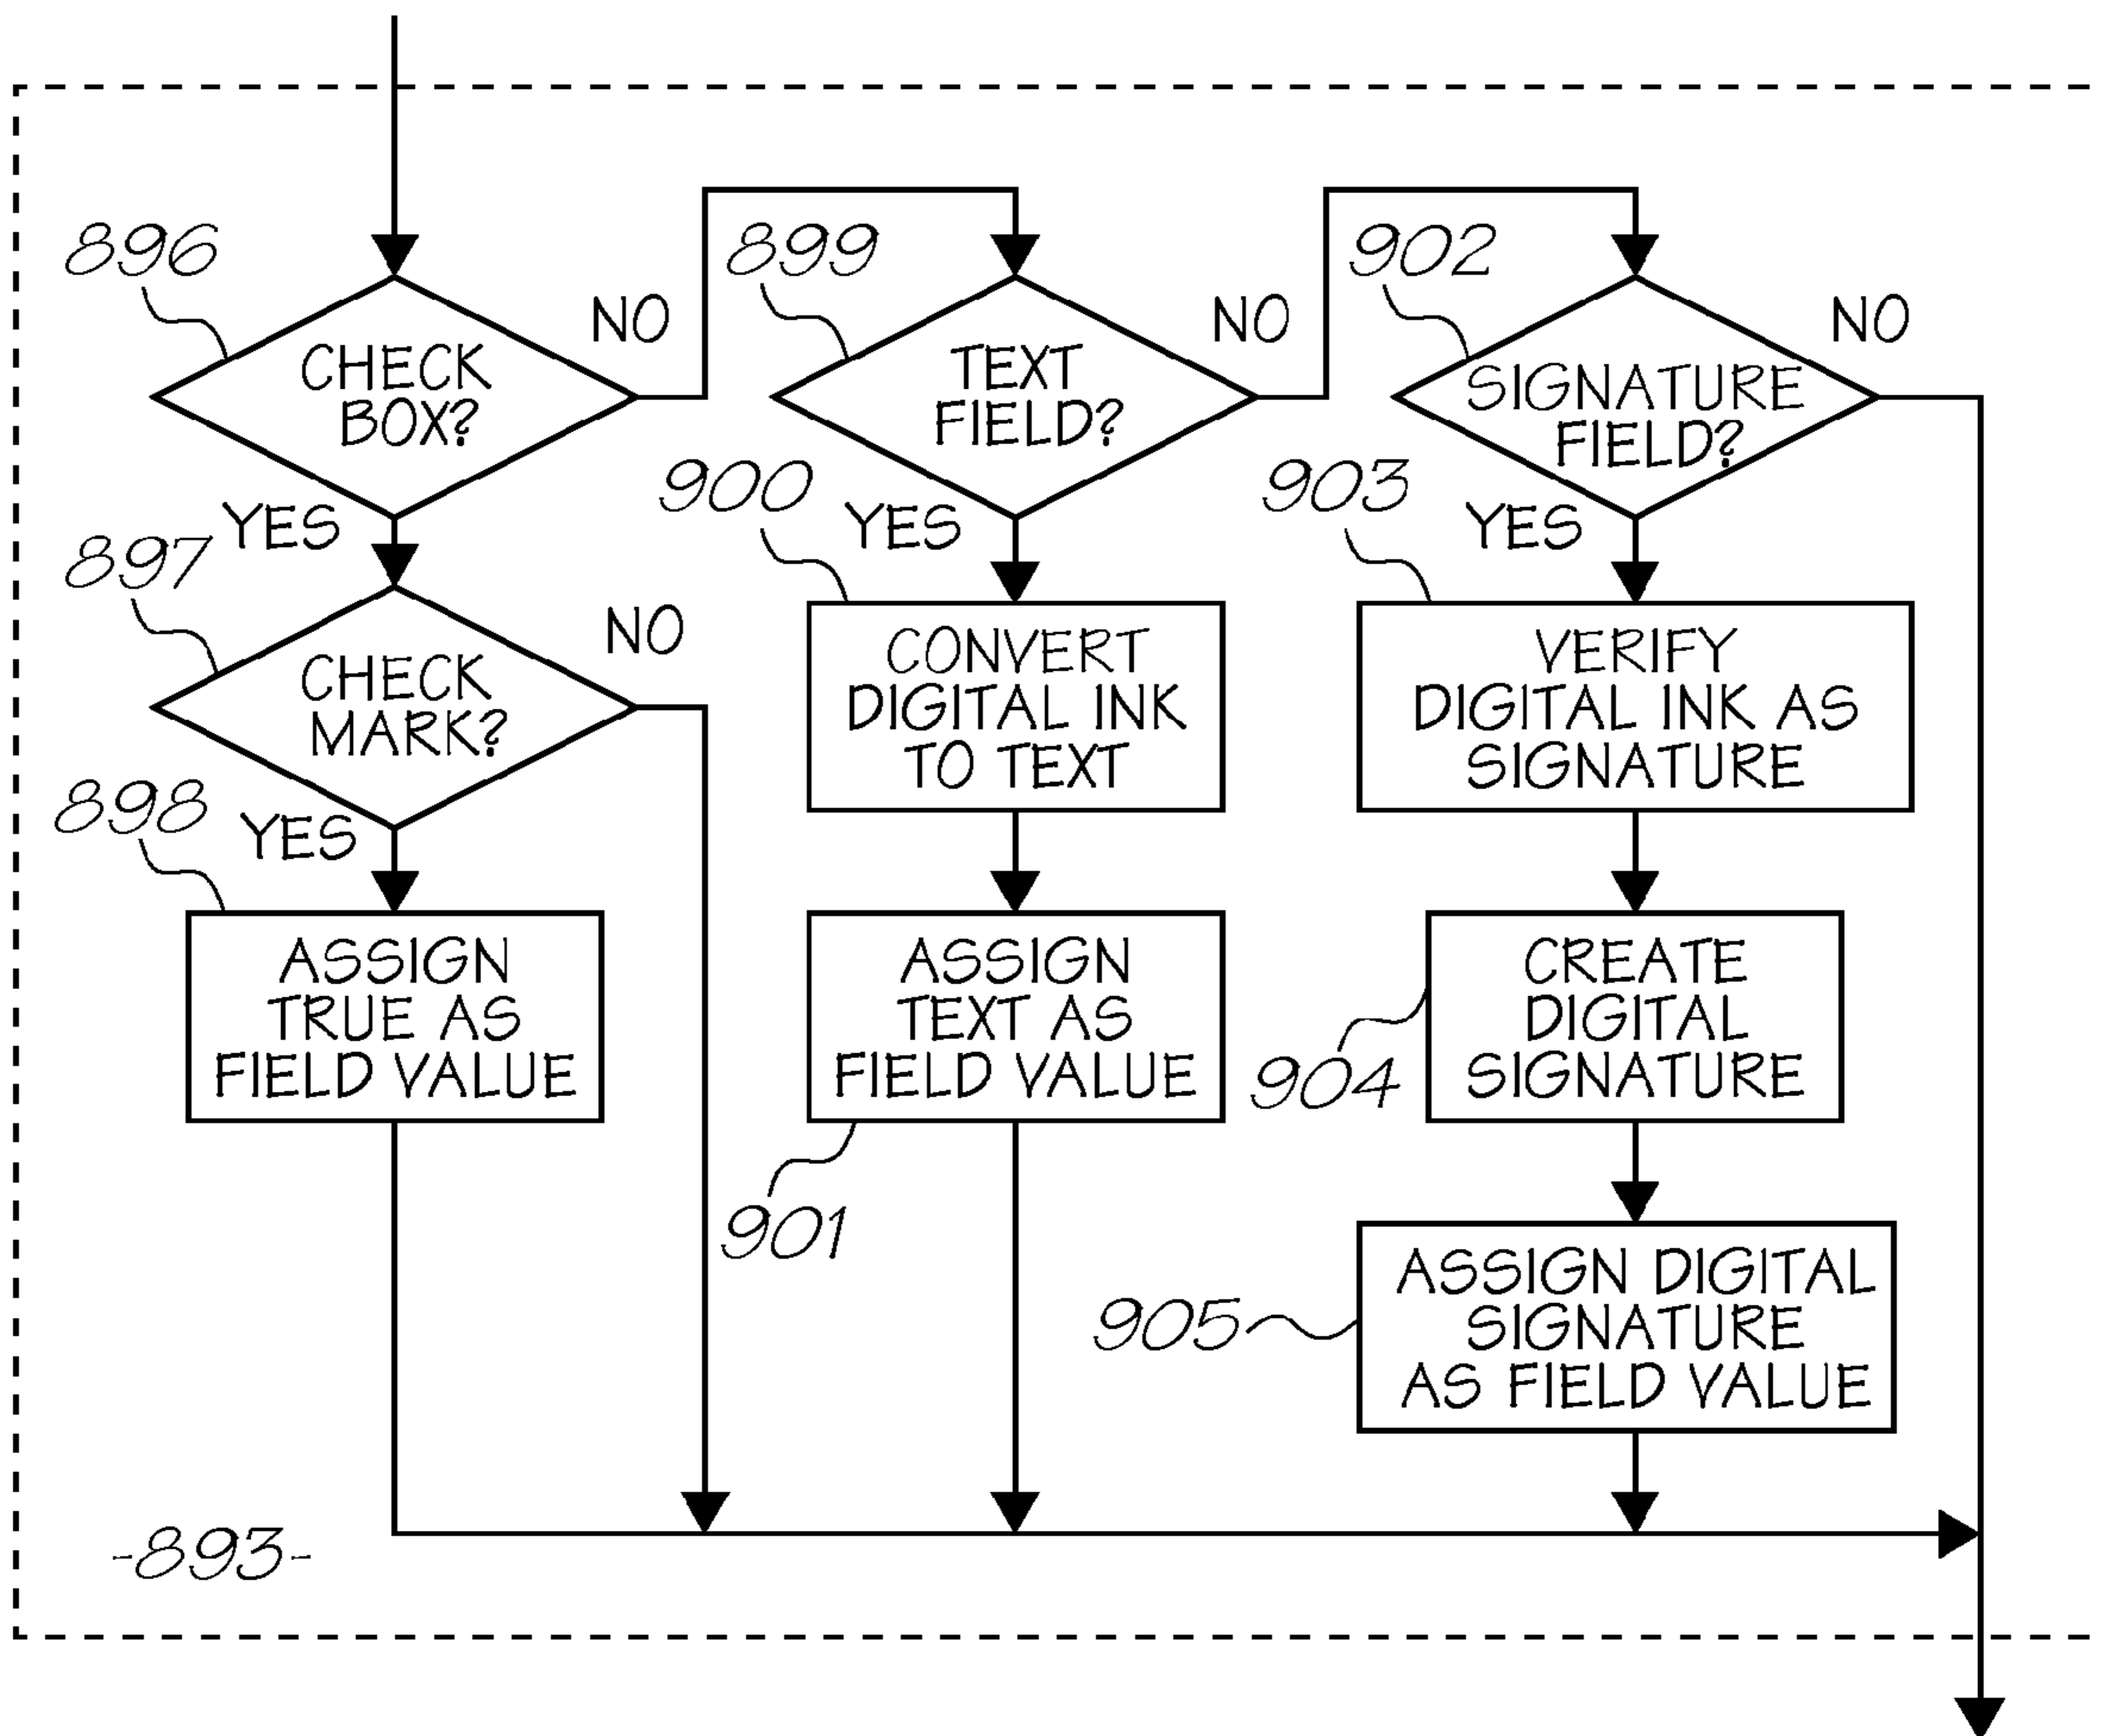 896
CHECK
BOX?
NO
YES
897
CHECK
MARK?
NO
YES
898
ASSIGN
TRUE AS
FIELD VALUE
899
TEXT
FIELD?
NO
YES
900
CONVERT
DIGITAL INK
TO TEXT
ASSIGN
TEXT AS
FIELD VALUE
901
902
SIGNATURE
FIELD?
NO
YES
903
VERIFY
DIGITAL INK AS
SIGNATURE
CREATE
DIGITAL
SIGNATURE
904
ASSIGN DIGITAL
SIGNATURE
AS FIELD VALUE
905
-893-